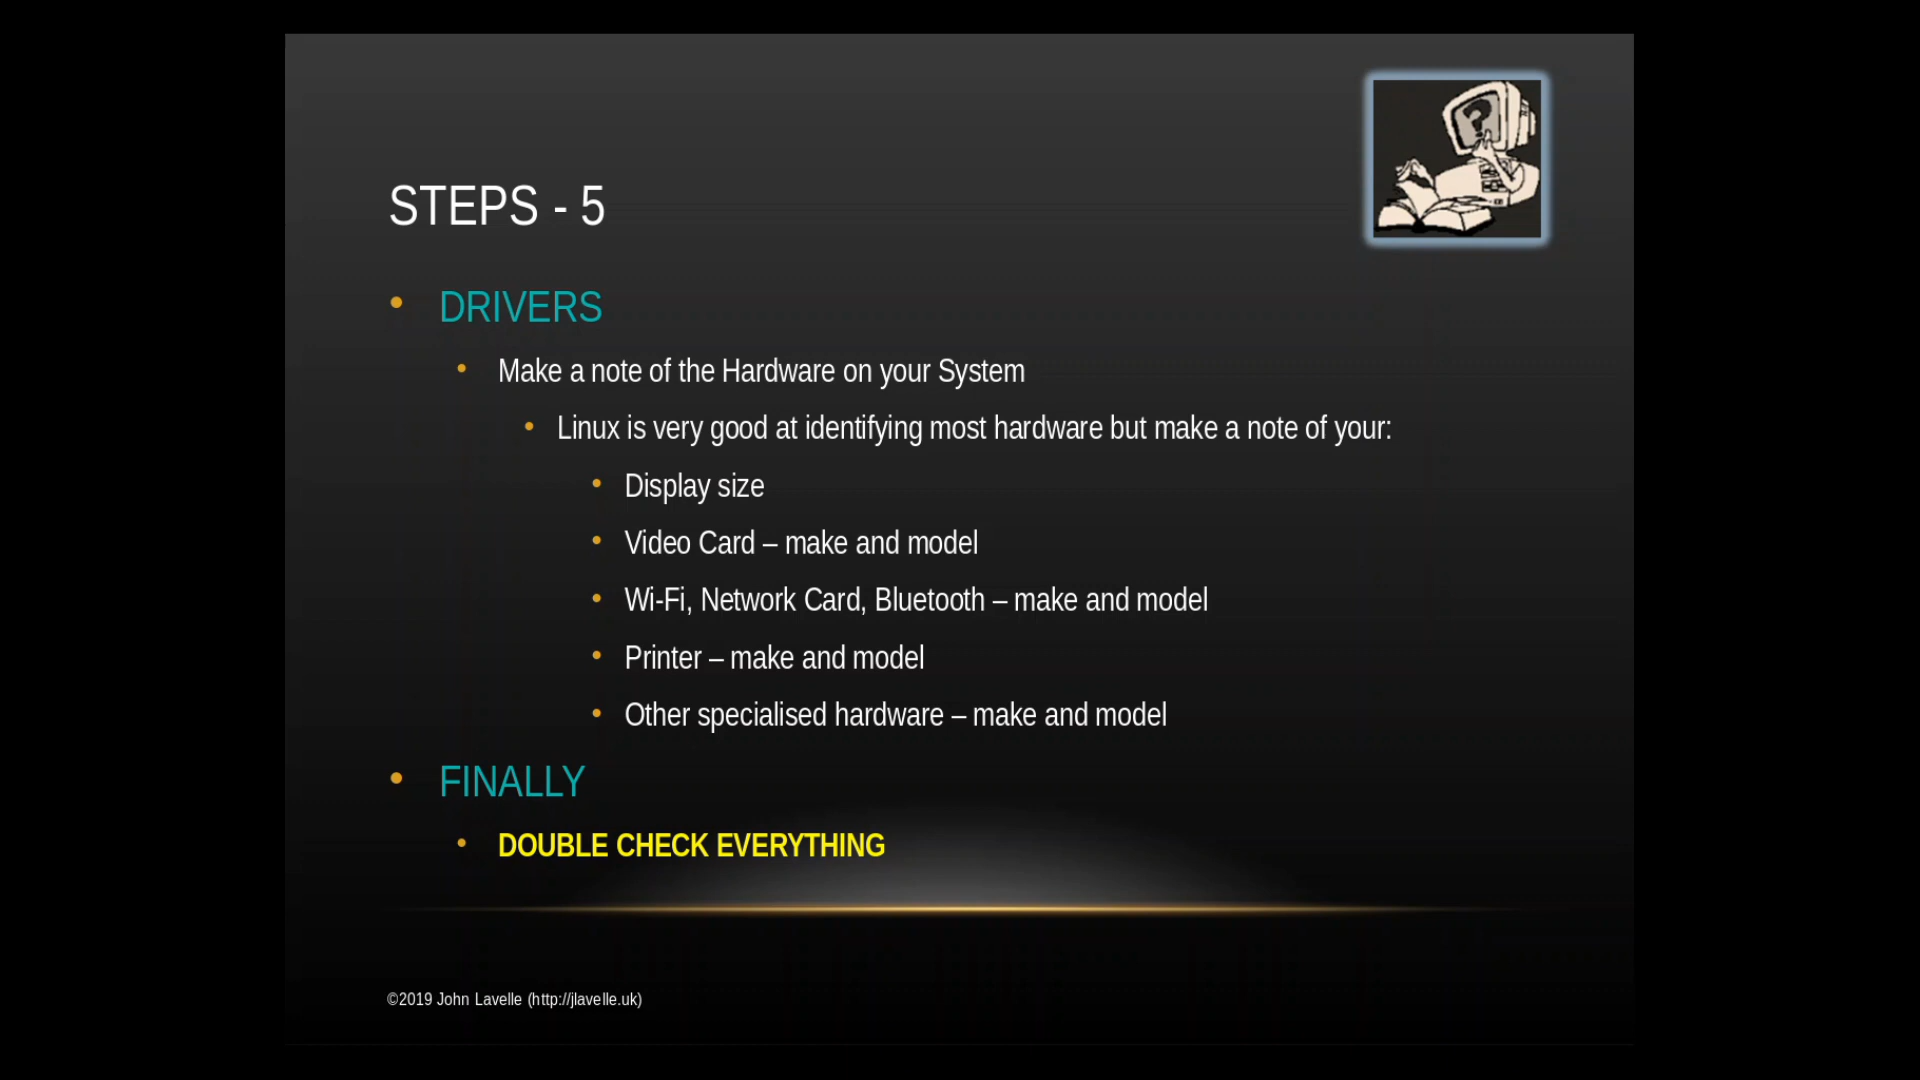 STEPS - 5
• DRIVERS
• Make a note of the Hardware on your System
• Linux is very good at identifying most hardware but make a note of your:
• Display size
• Video Card – make and model
• Wi-Fi, Network Card, Bluetooth – make and model
• Printer – make and model
• Other specialised hardware – make and model
• FINALLY
• DOUBLE CHECK EVERYTHING
©2019 John Lavelle (http://jlavelle.uk)